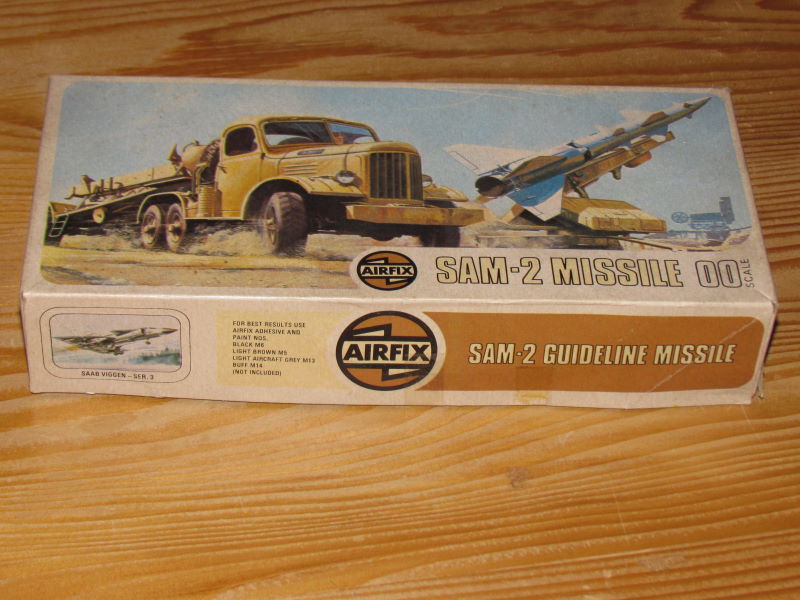 AIRFIX
SAM-2 MISSILE 00
SCALE
SAAB VIGGEN - SER. 3
FOR BEST RESULTS USE
AIRFIX ADHESIVE AND
PAINT NOS.
BLACK M6
LIGHT BROWN M5
LIGHT AIRCRAFT GREY M13
BUFF M14
(NOT INCLUDED)
AIRFIX
SAM-2 GUIDELINE MISSILE